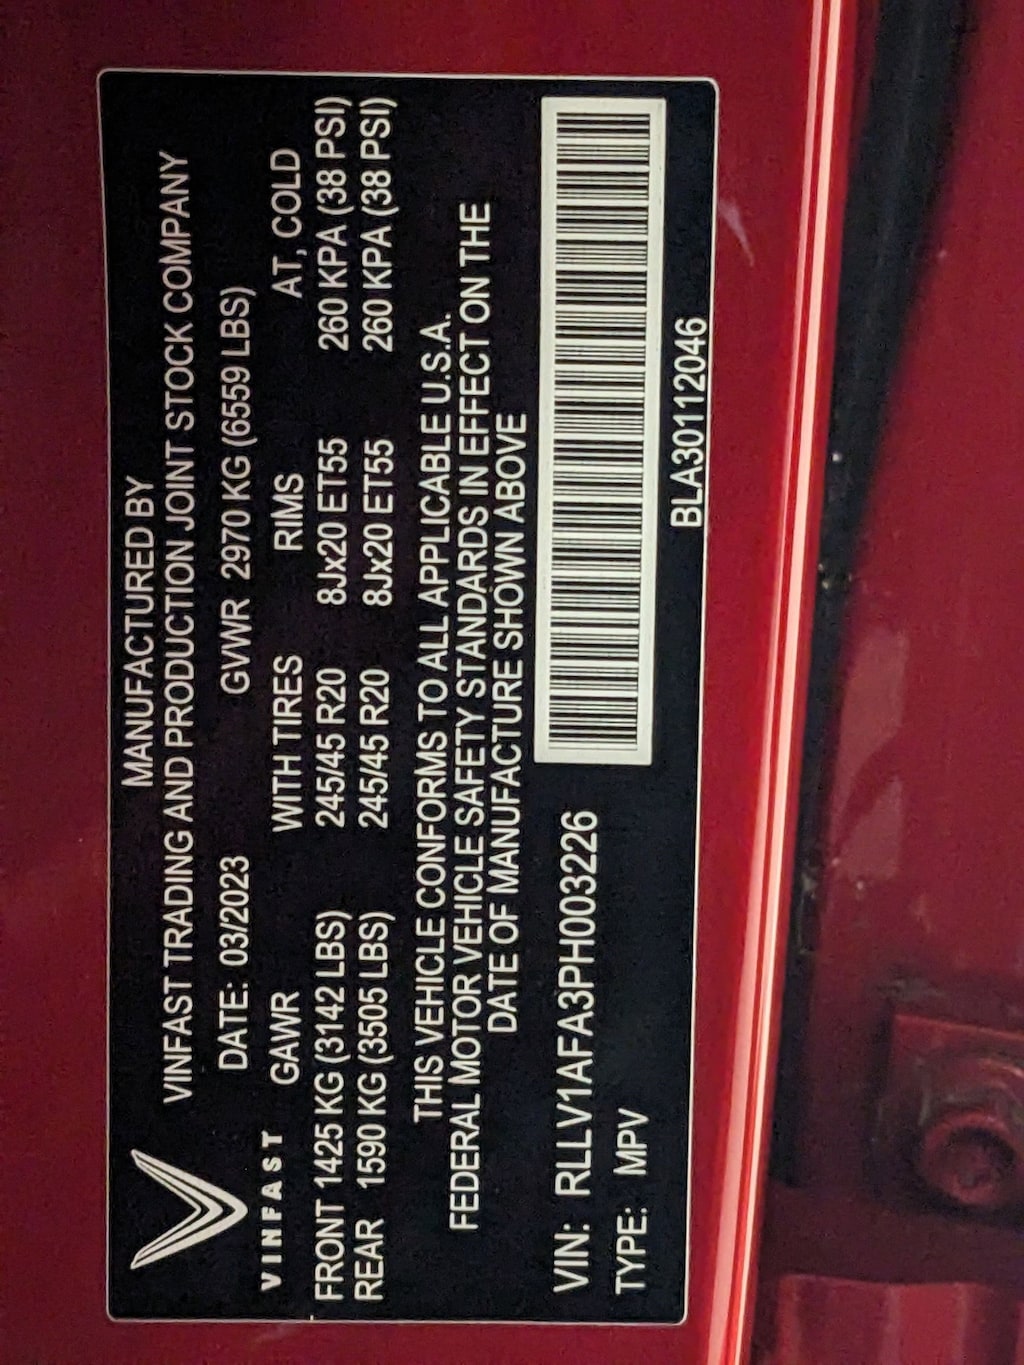 MANUFACTURED BY
VINFAST TRADING AND PRODUCTION JOINT STOCK COMPANY
DATE: 03/2023 GVWR 2970 KG (6559 LBS)
VINFAST
GAWR WITH TIRES RIMS AT, COLD
FRONT 1425 KG (3142 LBS) 245/45 R20 8Jx20 ET55 260 KPA (38 PSI)
REAR 1590 KG (3505 LBS) 245/45 R20 8Jx20 ET55 260 KPA (38 PSI)
THIS VEHICLE CONFORMS TO ALL APPLICABLE U.S.A.
FEDERAL MOTOR VEHICLE SAFETY STANDARDS IN EFFECT ON THE
DATE OF MANUFACTURE SHOWN ABOVE
VIN: RLLV1AFA3PH003226
TYPE: MPV
BLA30112046